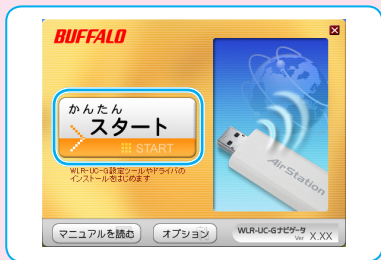 BUFFALO
かんたん
スタート
START
WLR-UC-G設定ツールやドライバの
インストールをはじめます
AirStation
マニュアルを読む
オプション
WLR-UC-Gナビゲータ
Ver X.XX